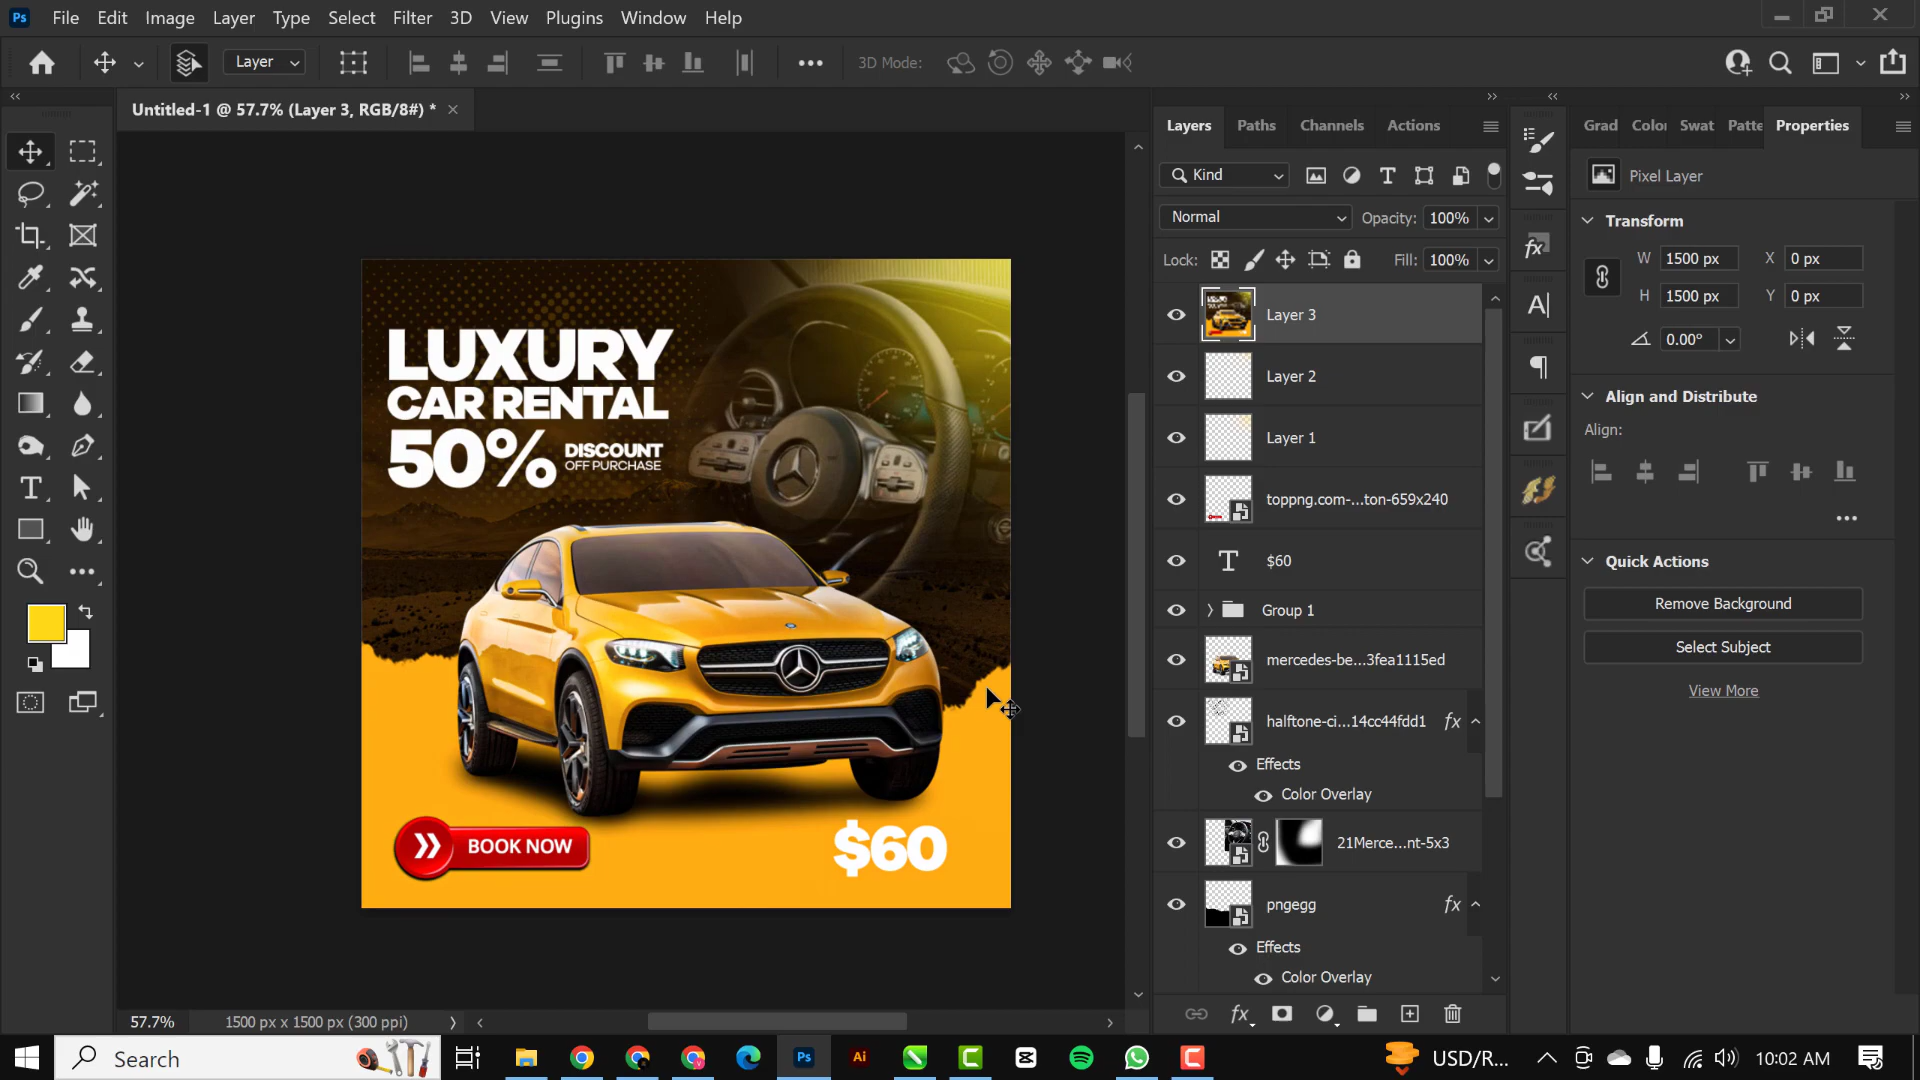 Ps File Edit Image Layer Type Select Filter 3D View Plugins Window Help
Layer 3D Mode:
Untitled-1 @ 57.7% (Layer 3, RGB/8#) * ×
LUXURY
CAR RENTAL
50% DISCOUNT
OFF PURCHASE
BOOK NOW
$60
57.7% 1500 px x 1500 px (300 ppi)
Layers Paths Channels Actions
Kind
Normal Opacity: 100%
Lock: Fill: 100%
Layer 3
Layer 2
Layer 1
toppng.com-...ton-659x240
$60
Group 1
mercedes-be...3fea1115ed
halftone-ci...14cc44fdd1 fx
Effects
Color Overlay
21Merce...nt-5x3
pngegg fx
Effects
Color Overlay
fx
Grad Color Swat Patte Properties
Pixel Layer
Transform
W 1500 px X 0 px
H 1500 px Y 0 px
0.00°
Align and Distribute
Align:
Quick Actions
Remove Background
Select Subject
View More
Search Ps Ai USD/R... 10:02 AM